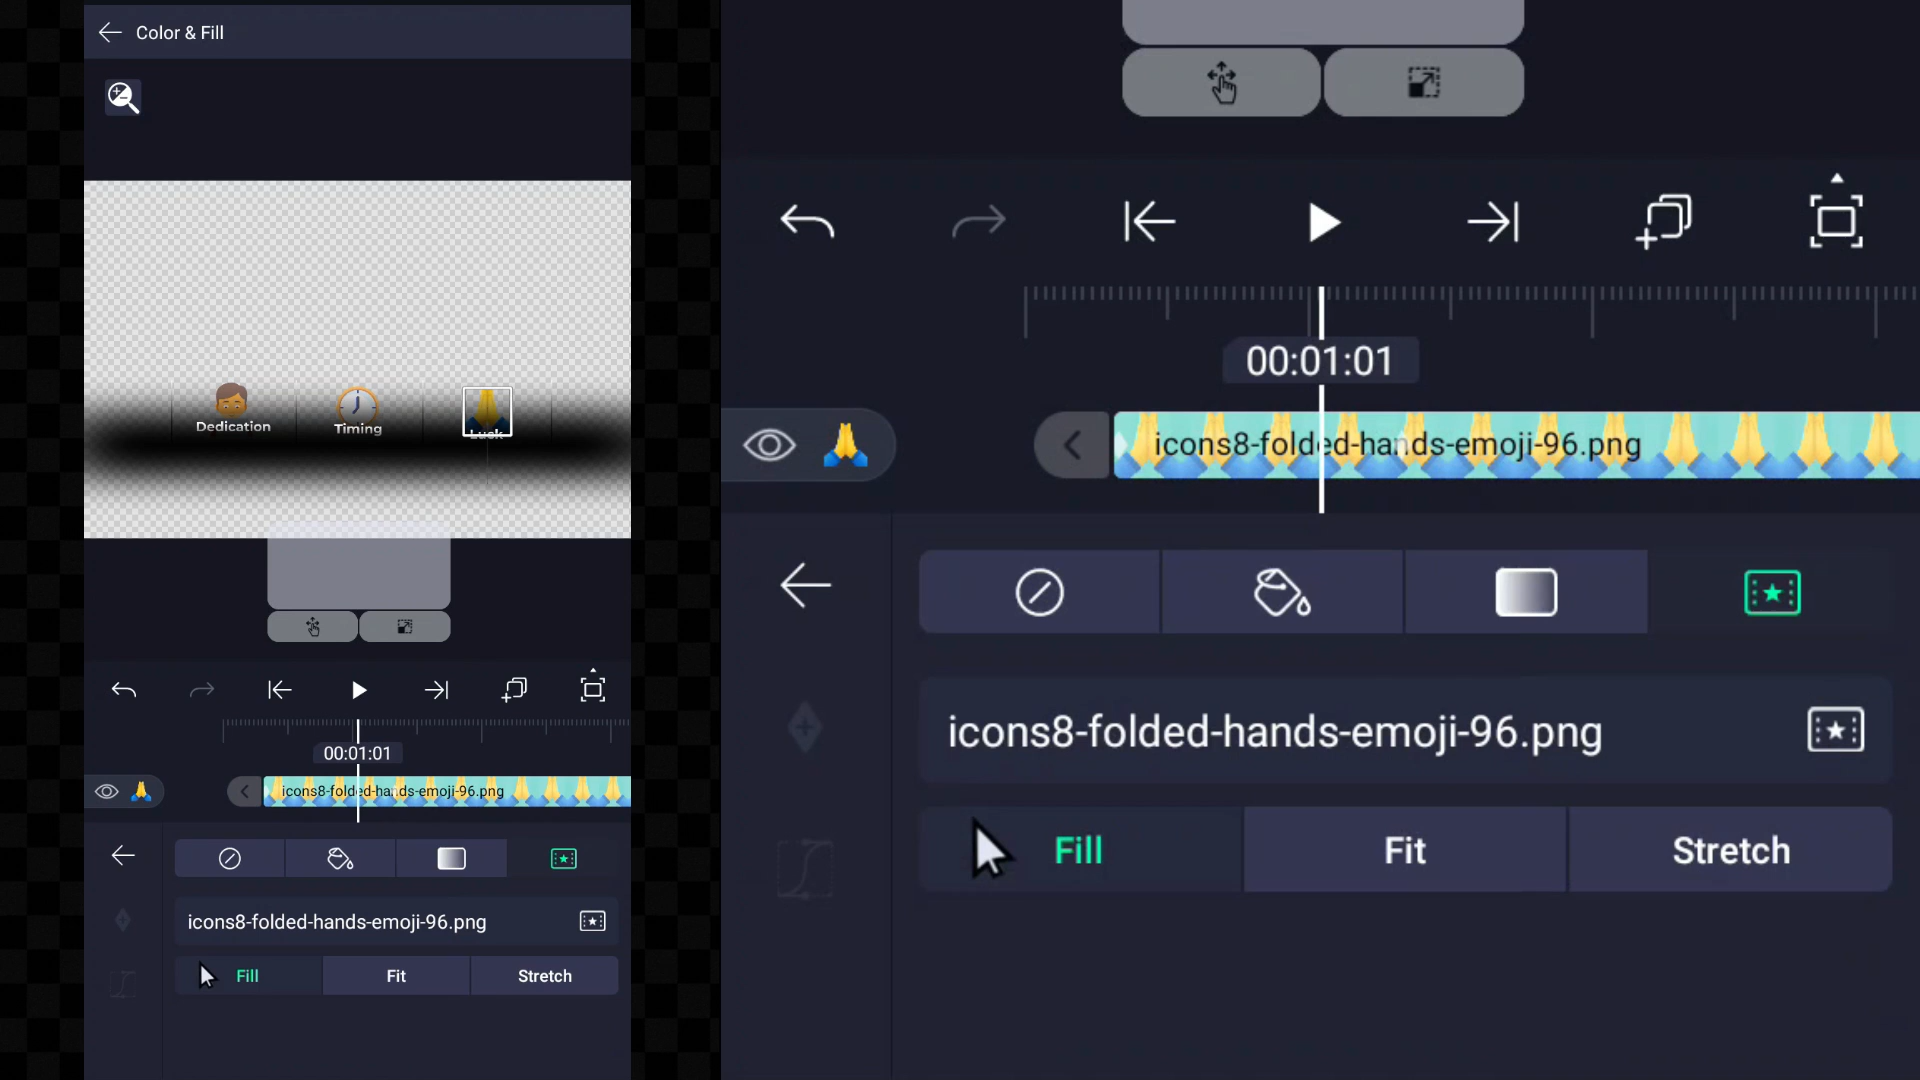 Color & Fill
Dedication
Timing
Luck
00:01:01
icons8-folded-hands-emoji-96.png
icons8-folded-hands-emoji-96.png
Fill
Fit
Stretch
00:01:01
icons8-folded-hands-emoji-96.png
icons8-folded-hands-emoji-96.png
Fill
Fit
Stretch